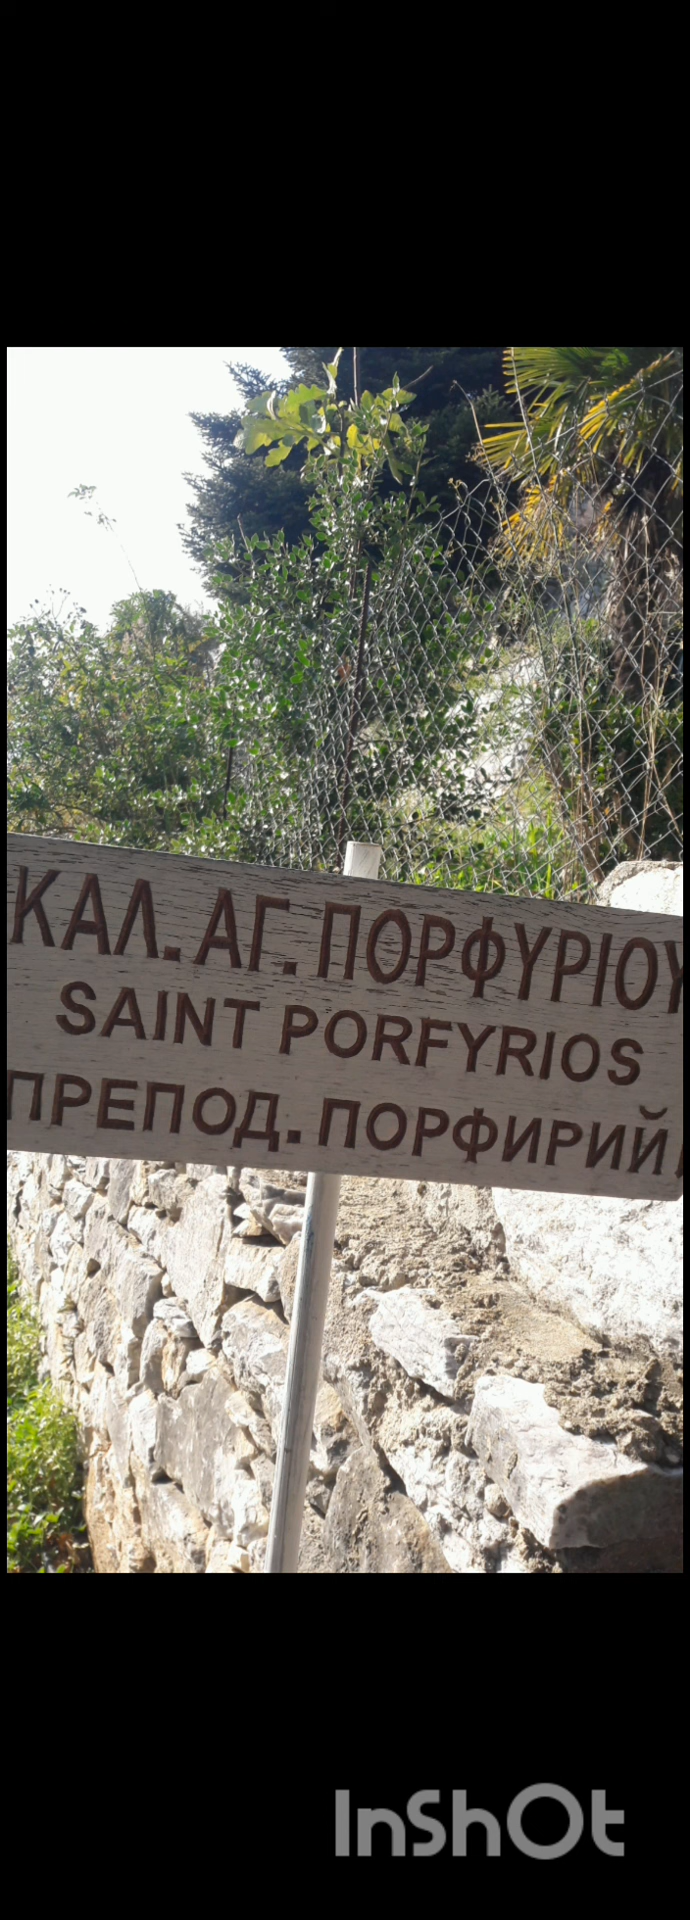 ΚΑΛ. ΑΓ. ΠΟΡΦΥΡΙΟΥ
SAINT PORFYRIOS
ПРЕПОД. ПОРФИРИЙ
InShOt